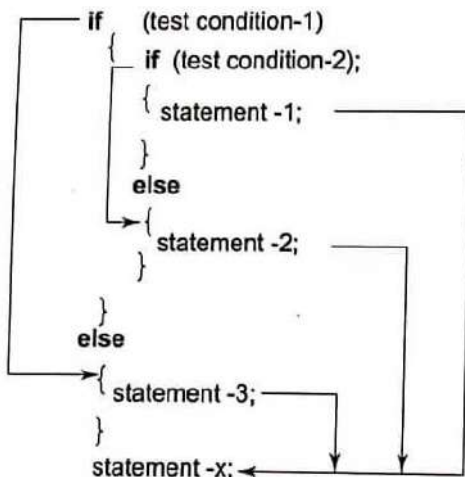 if (test condition-1)
{
if (test condition-2);
{
statement -1;
}
else
{
statement -2;
}
}
else
{
statement -3;
}
statement -x;